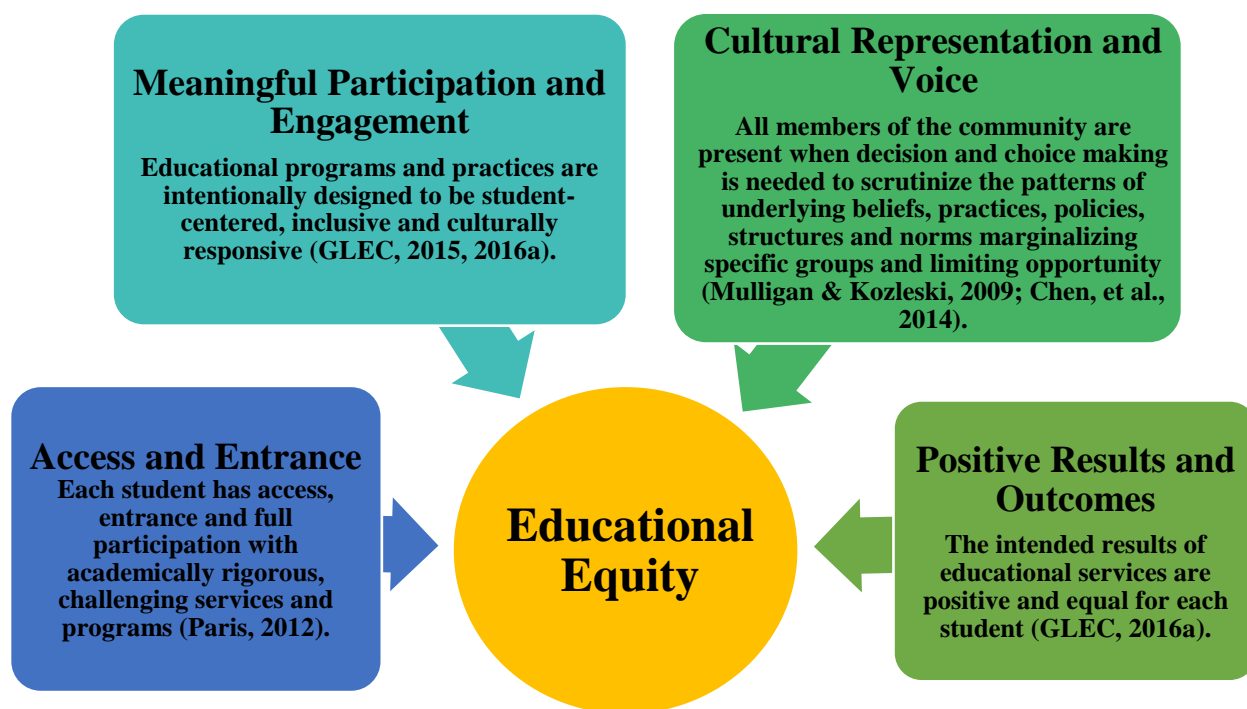 Meaningful Participation and
Engagement
Educational programs and practices are
intentionally designed to be student-
centered, inclusive and culturally
responsive (GLEC, 2015, 2016a).
Cultural Representation and
Voice
All members of the community are
present when decision and choice making
is needed to scrutinize the patterns of
underlying beliefs, practices, policies,
structures and norms marginalizing
specific groups and limiting opportunity
(Mulligan & Kozleski, 2009; Chen, et al.,
2014).
Access and Entrance
Each student has access,
entrance and full
participation with
academically rigorous,
challenging services and
programs (Paris, 2012).
Educational
Equity
Positive Results and
Outcomes
The intended results of
educational services are
positive and equal for each
student (GLEC, 2016a).